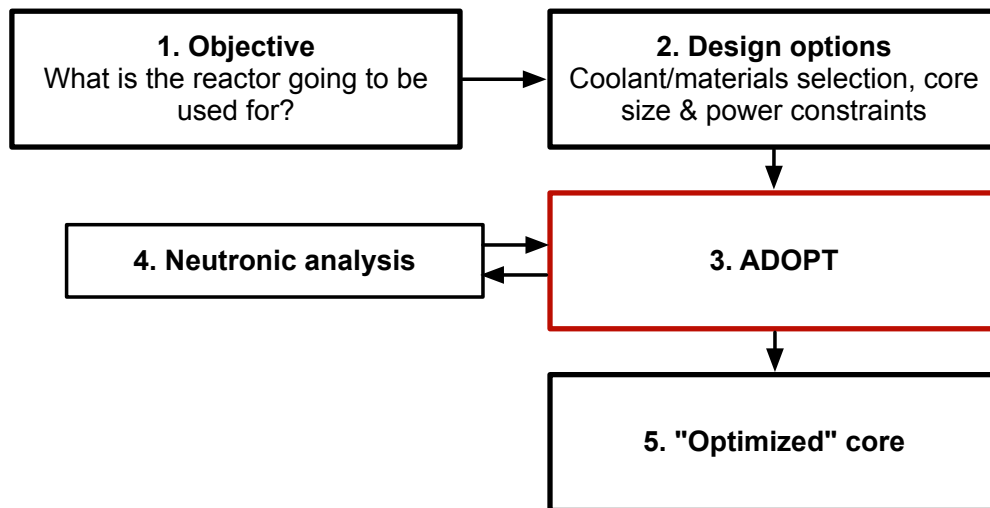 1. Objective
What is the reactor going to be
used for?
2. Design options
Coolant/materials selection, core
size & power constraints
3. ADOPT
4. Neutronic analysis
5. "Optimized" core